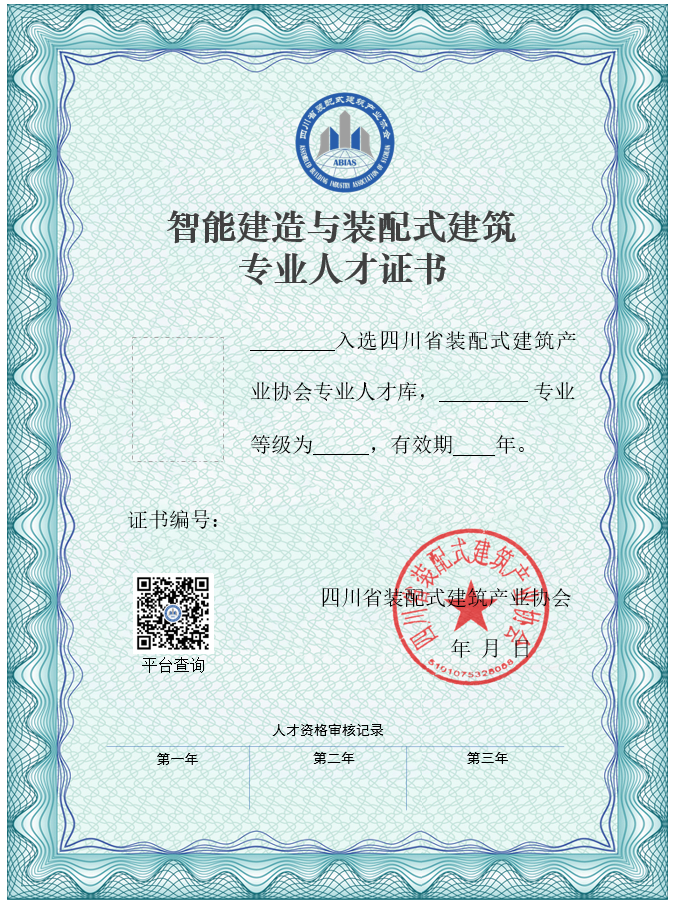 四川省装配式建筑产业协会
ABIAS
ASSEMBLED BUILDING INDUSTRY ASSOCIATION OF SICHUAN
智能建造与装配式建筑
专业人才证书
________入选四川省装配式建筑产
业协会专业人才库，________ 专业
等级为_____，有效期____年。
证书编号：
四川省装配式建筑产业协会
四川省装配式建筑产业协会
年 月 日
5101075328088
平台查询
人才资格审核记录
第一年 第二年 第三年